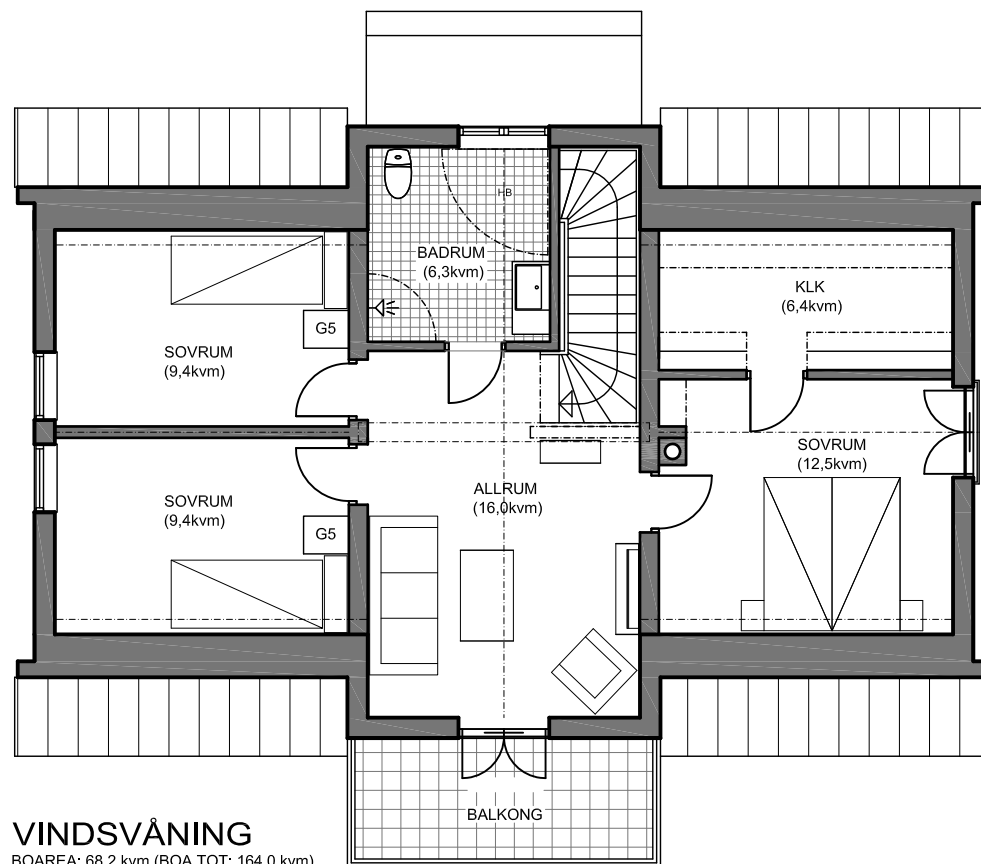 HB
BADRUM
(6,3kvm)
KLK
(6,4kvm)
G5
SOVRUM
(9,4kvm)
SOVRUM
(12,5kvm)
ALLRUM
(16,0kvm)
SOVRUM
(9,4kvm)
G5
BALKONG
VINDSVÅNING
BOAREA: 68,2 kvm (BOA TOT: 164,0 kvm)